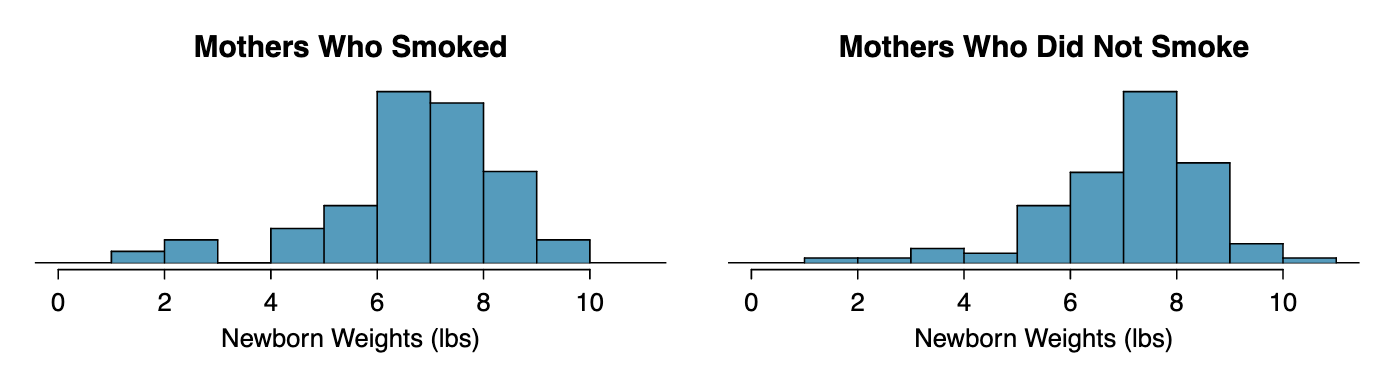 Mothers Who Smoked
0 2 4 6 8 10
Newborn Weights (lbs)
Mothers Who Did Not Smoke
0 2 4 6 8 10
Newborn Weights (lbs)